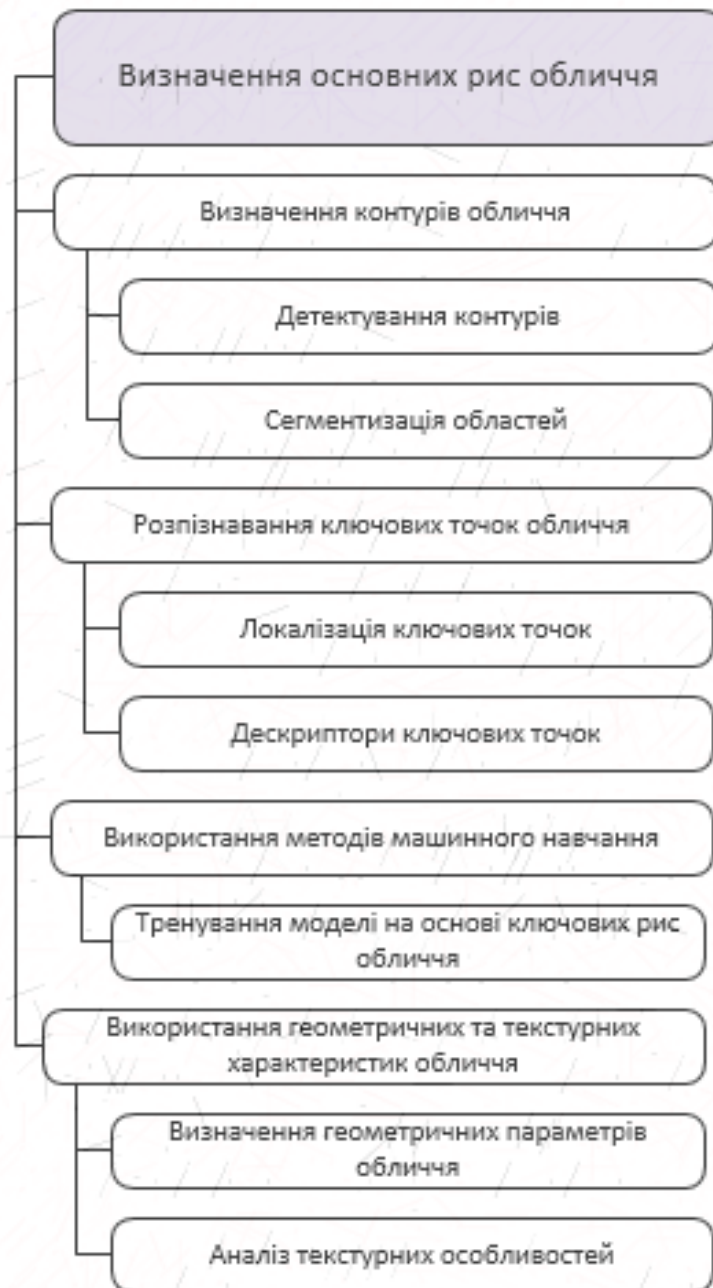 Визначення основних рис обличчя
Визначення контурів обличчя
Детектування контурів
Сегментизація областей
Розпізнавання ключових точок обличчя
Локалізація ключових точок
Дескриптори ключових точок
Використання методів машинного навчання
Тренування моделі на основі ключових рис
обличчя
Використання геометричних та текстурних
характеристик обличчя
Визначення геометричних параметрів
обличчя
Аналіз текстурних особливостей